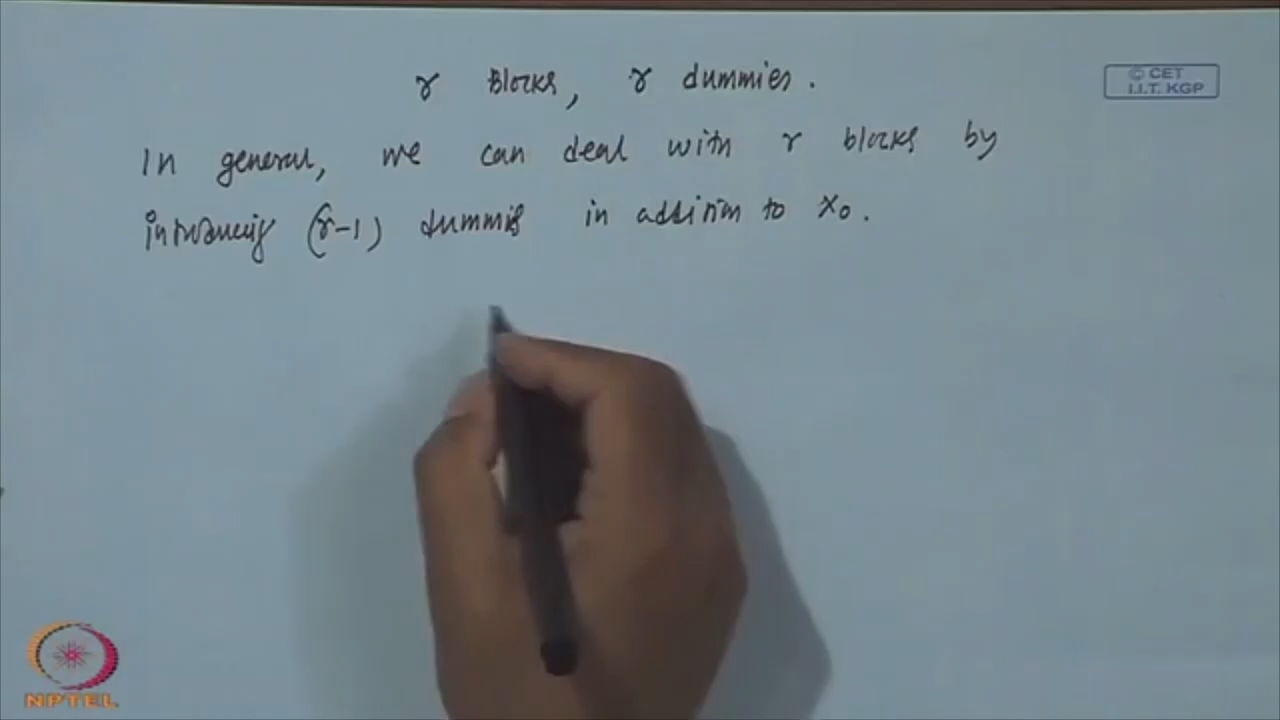 r Blocks, r dummies.
© CET
I.I.T. KGP
In general, we can deal with r blocks by
introducing (r-1) dummies in addition to X₀.
NPTEL